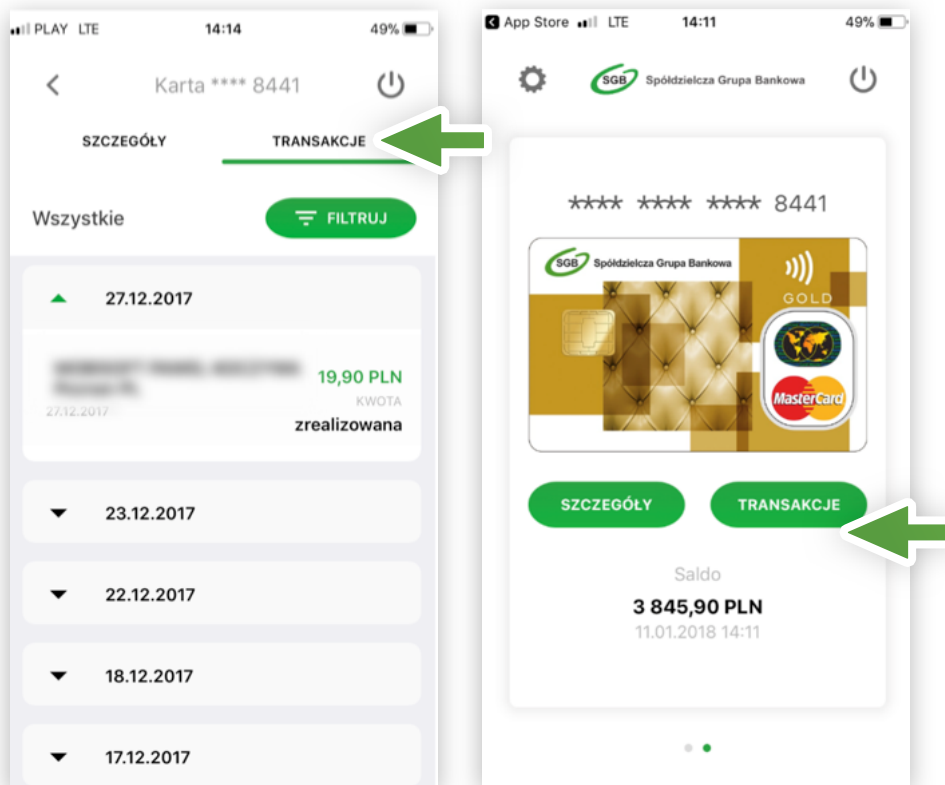 PLAY LTE 14:14 49%
Karta **** 8441
SZCZEGÓŁY TRANSAKCJE
Wszystkie FILTRUJ
27.12.2017
19,90 PLN
KWOTA
27.12.2017
zrealizowana
23.12.2017
22.12.2017
18.12.2017
17.12.2017
App Store LTE 14:11 49%
SGB Spółdzielcza Grupa Bankowa
**** **** **** 8441
SGB Spółdzielcza Grupa Bankowa
GOLD
MasterCard
SZCZEGÓŁY TRANSAKCJE
Saldo
3 845,90 PLN
11.01.2018 14:11